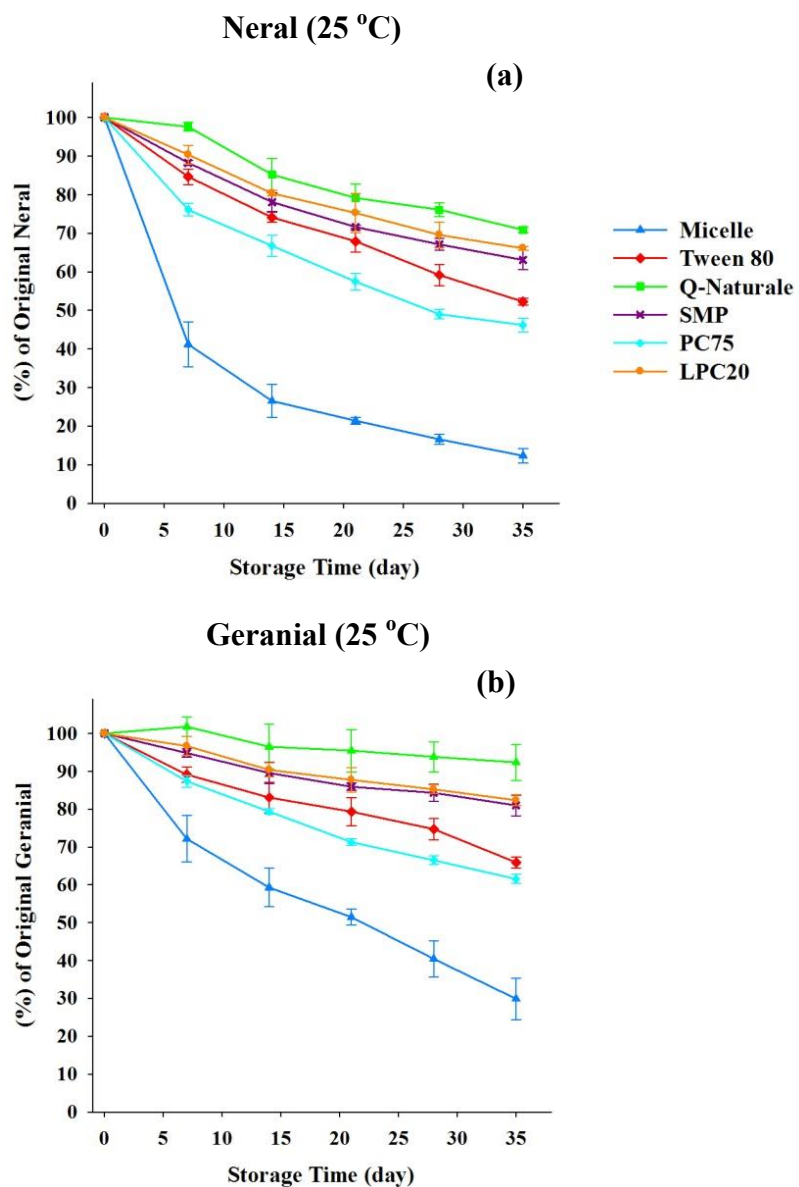 Neral (25 °C)
(a)
100
90
80
70
60
50
40
30
20
10
0
(%) of Original Neral
0 5 10 15 20 25 30 35
Storage Time (day)
Micelle
Tween 80
Q-Naturale
SMP
PC75
LPC20
Geranial (25 °C)
(b)
100
90
80
70
60
50
40
30
20
10
0
(%) of Original Geranial
0 5 10 15 20 25 30 35
Storage Time (day)